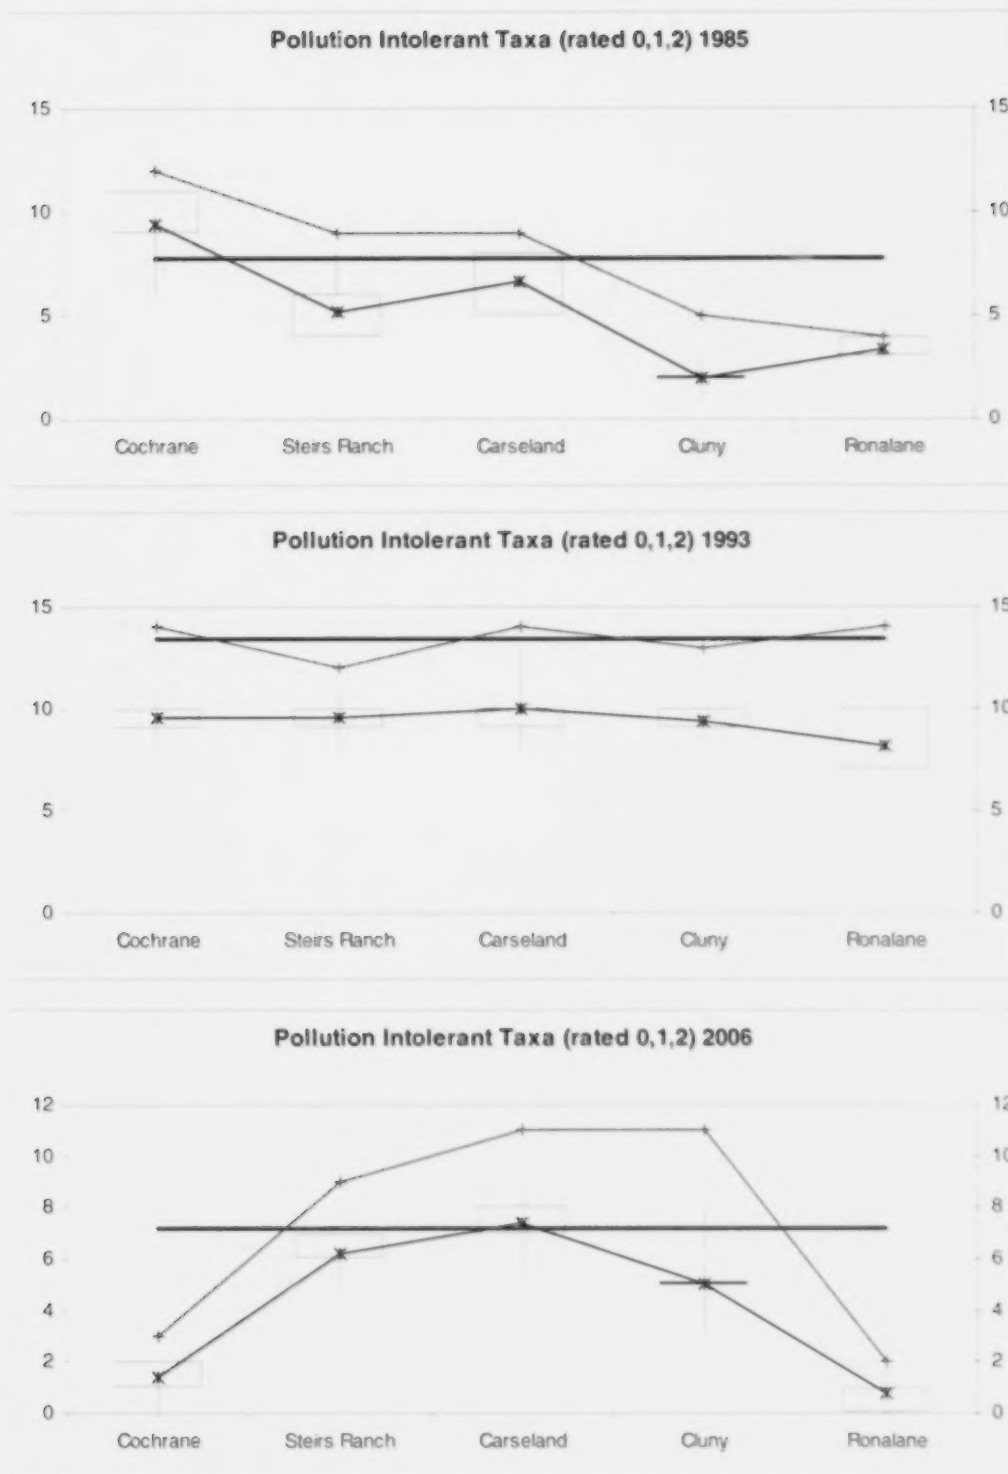 Pollution Intolerant Taxa (rated 0,1,2) 1985
15 15
10 10
5 5
0 0
Cochrane Steirs Ranch Carseland Cluny Ronalane
Pollution Intolerant Taxa (rated 0,1,2) 1993
15 15
10 10
5 5
0 0
Cochrane Steirs Ranch Carseland Cluny Ronalane
Pollution Intolerant Taxa (rated 0,1,2) 2006
12 12
10 10
8 8
6 6
4 4
2 2
0 0
Cochrane Steirs Ranch Carseland Cluny Ronalane